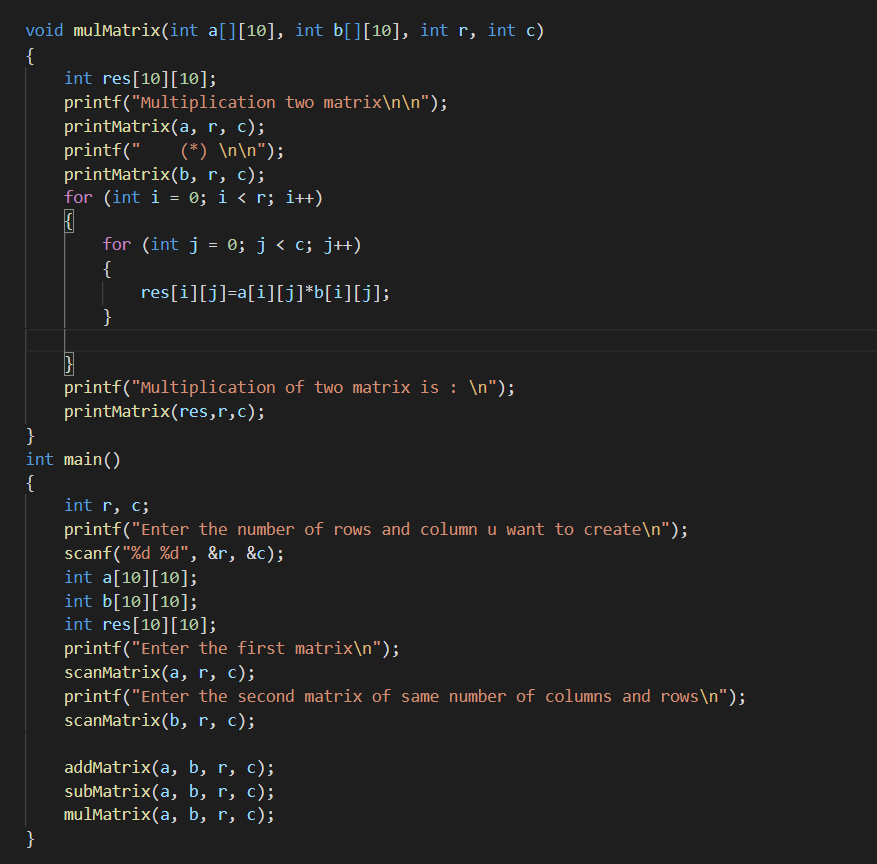 void mulMatrix(int a[][10], int b[][10], int r, int c)
{
    int res[10][10];
    printf("Multiplication two matrix\n\n");
    printMatrix(a, r, c);
    printf("    (*) \n\n");
    printMatrix(b, r, c);
    for (int i = 0; i < r; i++)
    {
        for (int j = 0; j < c; j++)
        {
            res[i][j]=a[i][j]*b[i][j];
        }

    }
    printf("Multiplication of two matrix is : \n");
    printMatrix(res,r,c);
}
int main()
{
    int r, c;
    printf("Enter the number of rows and column u want to create\n");
    scanf("%d %d", &r, &c);
    int a[10][10];
    int b[10][10];
    int res[10][10];
    printf("Enter the first matrix\n");
    scanMatrix(a, r, c);
    printf("Enter the second matrix of same number of columns and rows\n");
    scanMatrix(b, r, c);

    addMatrix(a, b, r, c);
    subMatrix(a, b, r, c);
    mulMatrix(a, b, r, c);
}